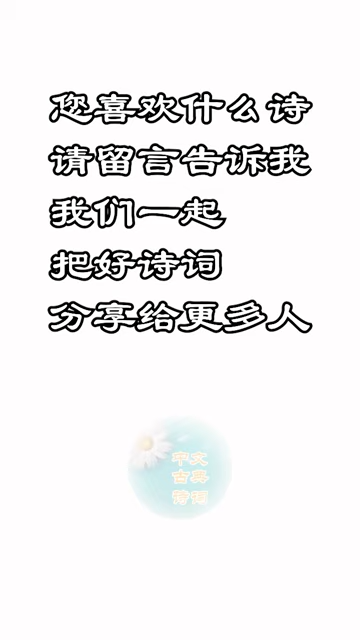 您喜欢什么诗
请留言告诉我
我们一起
把好诗词
分享给更多人
中文
古典
诗词